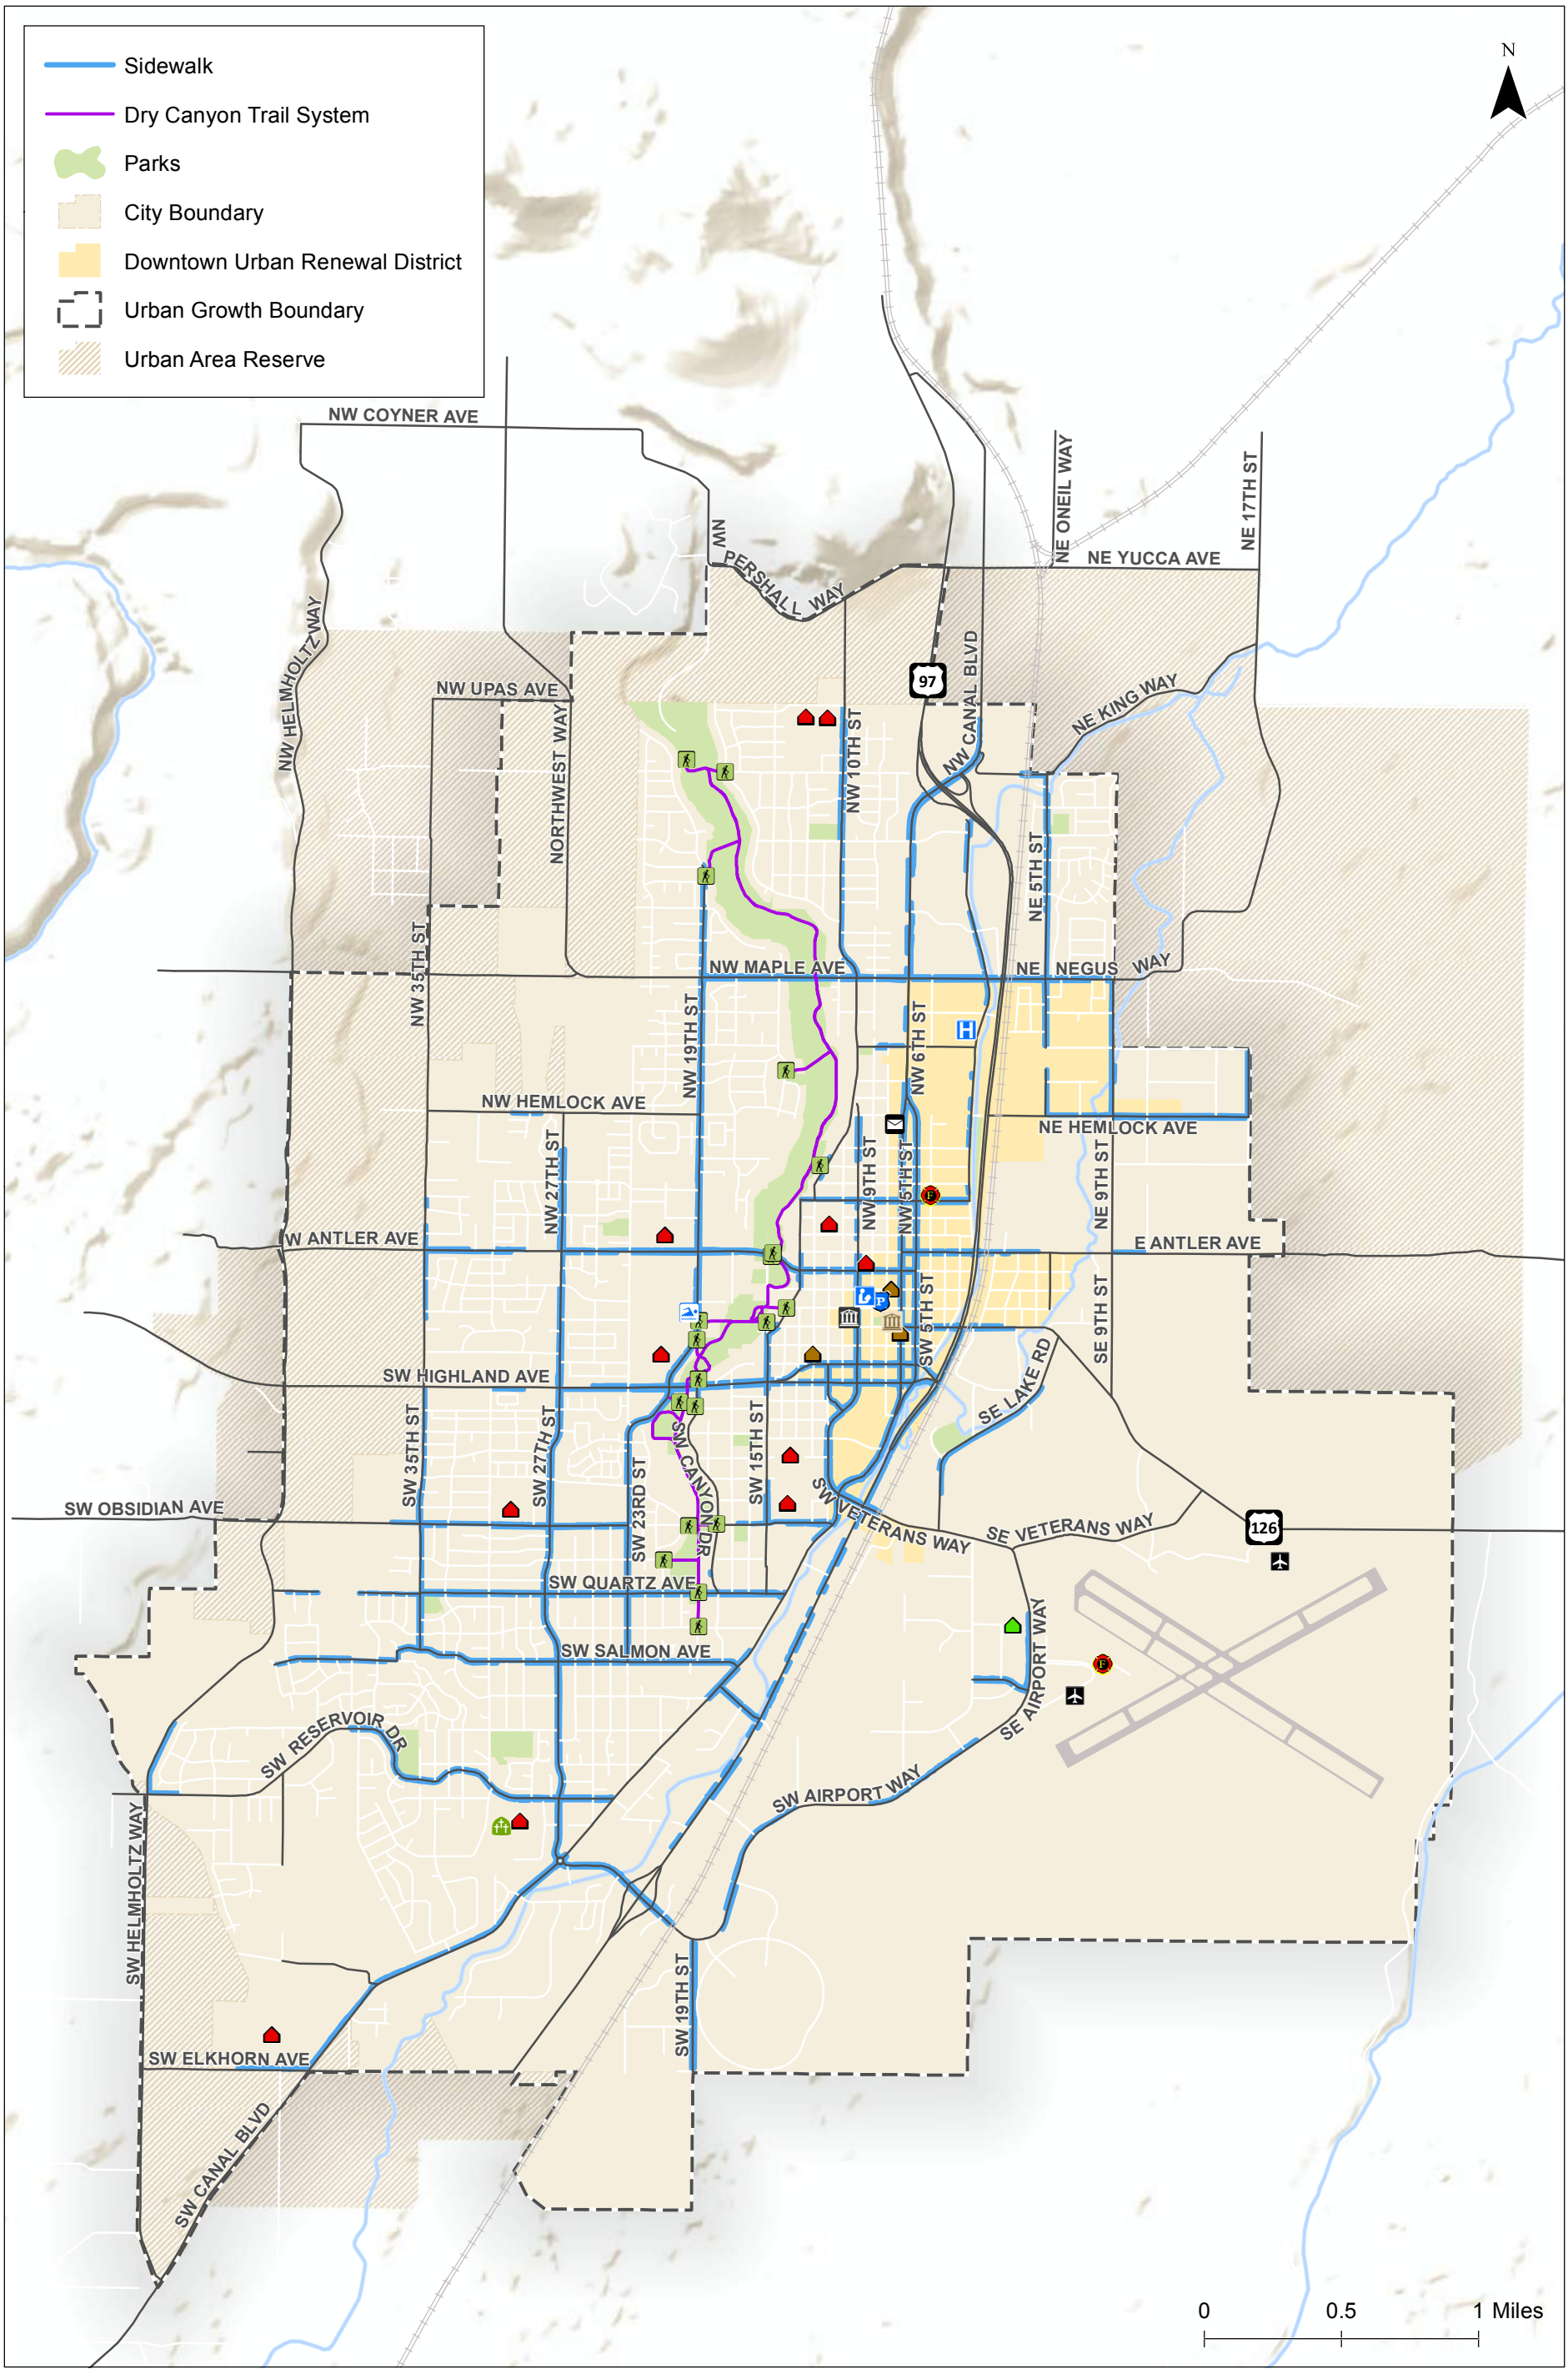 Sidewalk
Dry Canyon Trail System
Parks
City Boundary
Downtown Urban Renewal District
Urban Growth Boundary
Urban Area Reserve
N
NW COYNER AVE
NE ONEIL WAY
NE 17TH ST
NW
PERSHALL WAY
NE YUCCA AVE
NW HELMHOLTZ WAY
97
NW CANAL BLVD
NE KING WAY
NW UPAS AVE
NORTHWEST WAY
NW 10TH ST
NE 5TH ST
NW 35TH ST
NW MAPLE AVE
NE NEGUS WAY
NW 19TH ST
NW 6TH ST
H
NW HEMLOCK AVE
NE HEMLOCK AVE
NW 27TH ST
NW 9TH ST
NW 5TH ST
NE 9TH ST
F
W ANTLER AVE
E ANTLER AVE
P
SW 5TH ST
SE 9TH ST
SW HIGHLAND AVE
SE LAKE RD
SW 35TH ST
SW 27TH ST
SW 23RD ST
SW CANYON DR
SW 15TH ST
SW OBSIDIAN AVE
SW VETERANS WAY
SE VETERANS WAY
126
SW QUARTZ AVE
SW SALMON AVE
SE AIRPORT WAY
F
SW RESERVOIR DR
SW AIRPORT WAY
SW HELMHOLTZ WAY
SW 19TH ST
SW ELKHORN AVE
SW CANAL BLVD
0 0.5 1 Miles